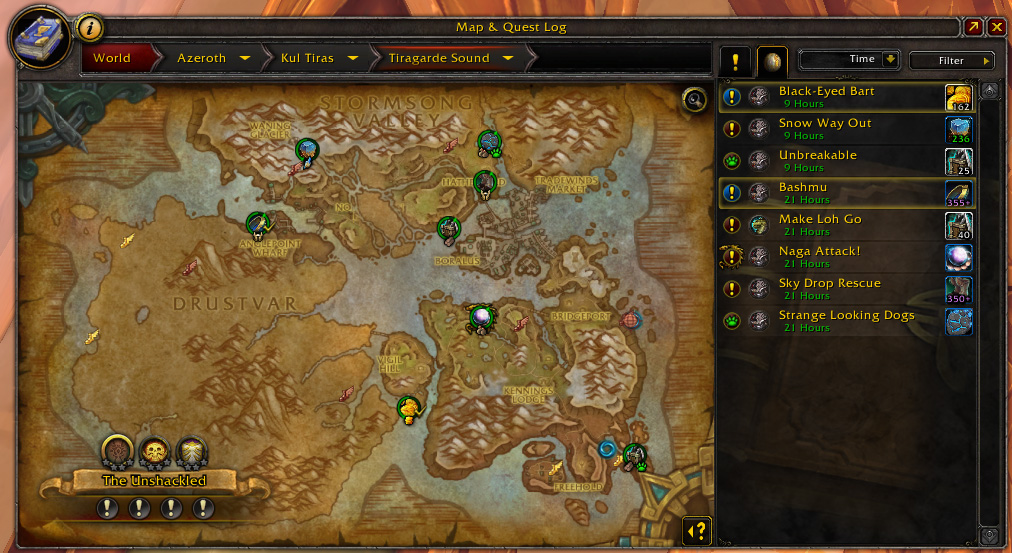 Map & Quest Log
World
Azeroth
Kul Tiras
Tiragarde Sound
Time
Filter
STORMSONG
VALLEY
WANING
GLACIER
TRADEWINDS
MARKET
ANGLEPOINT
WHARF
BORALUS
DRUSTVAR
BRIDGEPORT
VIGIL
HILL
KENNINGS
LODGE
FREEHOLD
The Unshackled
Black-Eyed Bart
9 Hours
162
Snow Way Out
9 Hours
236
Unbreakable
9 Hours
25
Bashmu
21 Hours
355+
Make Loh Go
21 Hours
40
Naga Attack!
21 Hours
Sky Drop Rescue
21 Hours
350+
Strange Looking Dogs
21 Hours